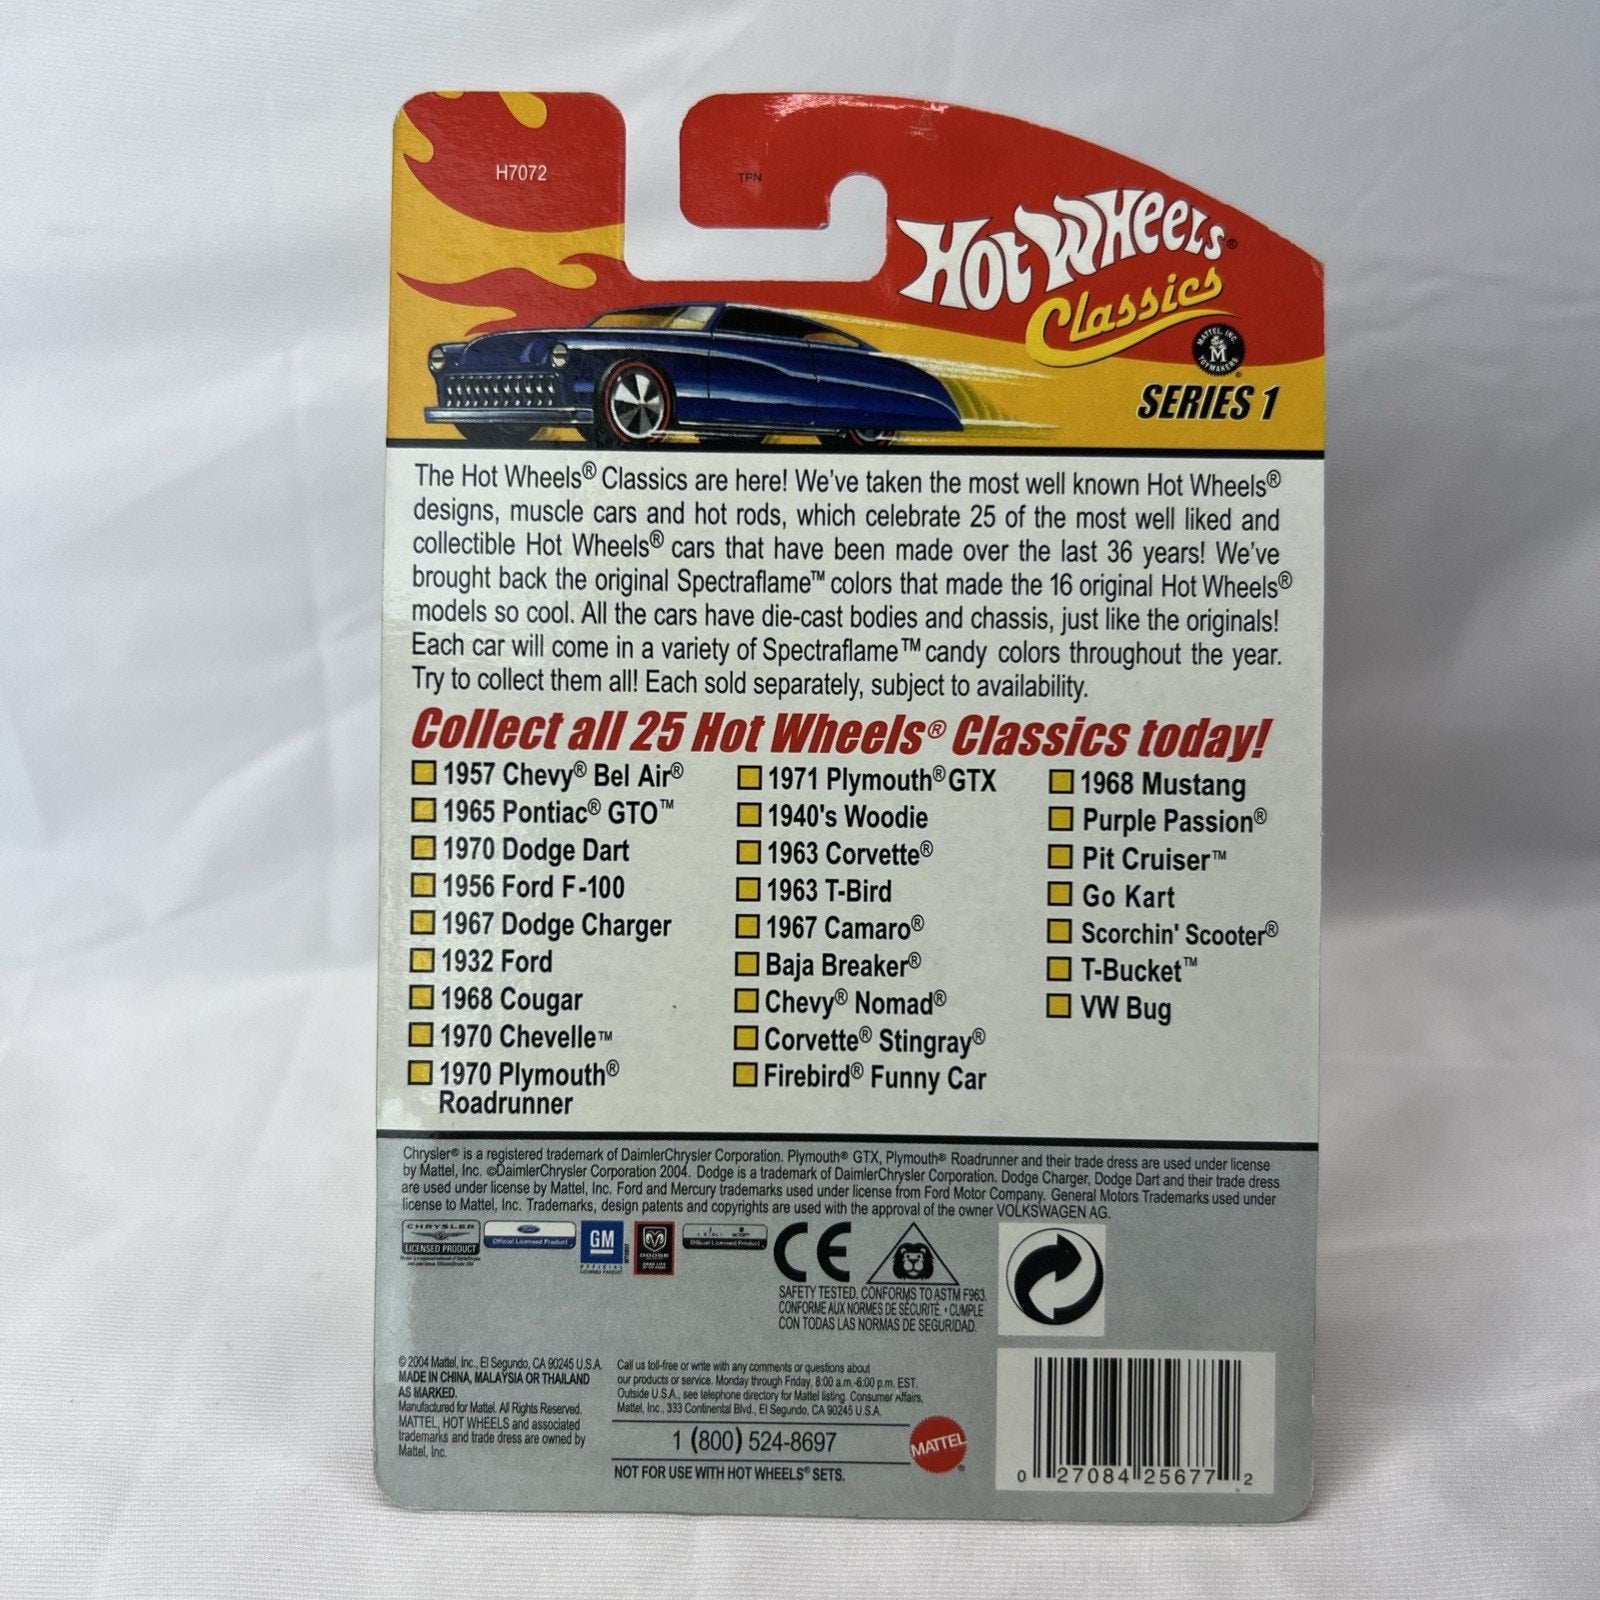 H7072
TPN
HOT WHEELS®
Classics
MATTEL, INC.
M
TOYMAKERS
SERIES 1
The Hot Wheels® Classics are here! We've taken the most well known Hot Wheels®
designs, muscle cars and hot rods, which celebrate 25 of the most well liked and
collectible Hot Wheels® cars that have been made over the last 36 years! We've
brought back the original Spectraflame™ colors that made the 16 original Hot Wheels®
models so cool. All the cars have die-cast bodies and chassis, just like the originals!
Each car will come in a variety of Spectraflame™ candy colors throughout the year.
Try to collect them all! Each sold separately, subject to availability.
Collect all 25 Hot Wheels® Classics today!
1957 Chevy® Bel Air®
1965 Pontiac® GTO™
1970 Dodge Dart
1956 Ford F-100
1967 Dodge Charger
1932 Ford
1968 Cougar
1970 Chevelle™
1970 Plymouth®
Roadrunner
1971 Plymouth® GTX
1940's Woodie
1963 Corvette®
1963 T-Bird
1967 Camaro®
Baja Breaker®
Chevy® Nomad®
Corvette® Stingray®
Firebird® Funny Car
1968 Mustang
Purple Passion®
Pit Cruiser™
Go Kart
Scorchin' Scooter®
T-Bucket™
VW Bug
Chrysler® is a registered trademark of DaimlerChrysler Corporation. Plymouth® GTX, Plymouth® Roadrunner and their trade dress are used under license
by Mattel, Inc. ©DaimlerChrysler Corporation 2004. Dodge is a trademark of DaimlerChrysler Corporation. Dodge Charger, Dodge Dart and their trade dress
are used under license by Mattel, Inc. Ford and Mercury trademarks used under license from Ford Motor Company. General Motors Trademarks used under
license to Mattel, Inc. Trademarks, design patents and copyrights are used with the approval of the owner VOLKSWAGEN AG.
CHRYSLER
LICENSED PRODUCT
Ford
Official Licensed Product
GM
OFFICIAL
LICENSED PRODUCT
DODGE
Official Licensed Product
CE
SAFETY TESTED. CONFORMS TO ASTM F963.
CONFORME AUX NORMES DE SÉCURITÉ. • CUMPLE
CON TODAS LAS NORMAS DE SEGURIDAD.
© 2004 Mattel, Inc., El Segundo, CA 90245 U.S.A.
MADE IN CHINA, MALAYSIA OR THAILAND
AS MARKED.
Manufactured for Mattel. All Rights Reserved.
MATTEL, HOT WHEELS and associated
trademarks and trade dress are owned by
Mattel, Inc.
Call us toll-free or write with any comments or questions about
our products or service. Monday through Friday. 8:00 a.m.-6:00 p.m. EST.
Outside U.S.A., see telephone directory for Mattel listing. Consumer Affairs,
Mattel, Inc., 333 Continental Blvd., El Segundo, CA 90245 U.S.A.
1 (800) 524-8697
NOT FOR USE WITH HOT WHEELS® SETS.
MATTEL®
0 27084 25677 2